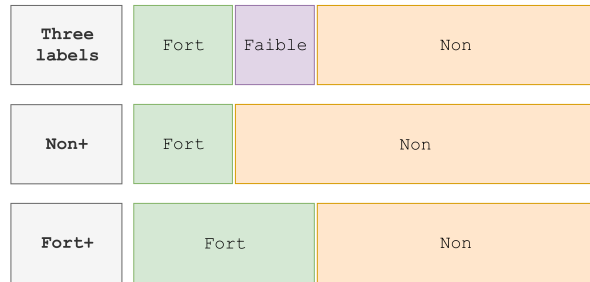 Three
labels
Fort
Faible
Non
Non+
Fort
Non
Fort+
Fort
Non